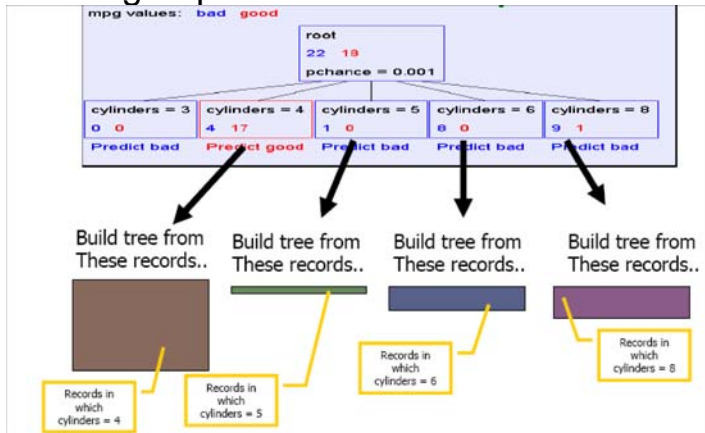 mpg values: bad good
root
22 18
pchance = 0.001
cylinders = 3
0 0
Predict bad
cylinders = 4
4 17
Predict good
cylinders = 5
1 0
Predict bad
cylinders = 6
8 0
Predict bad
cylinders = 8
9 1
Predict bad
Build tree from
These records..
Build tree from
These records..
Build tree from
These records..
Build tree from
These records..
Records in
which
cylinders = 4
Records in
which
cylinders = 5
Records in
which
cylinders = 6
Records in
which
cylinders = 8